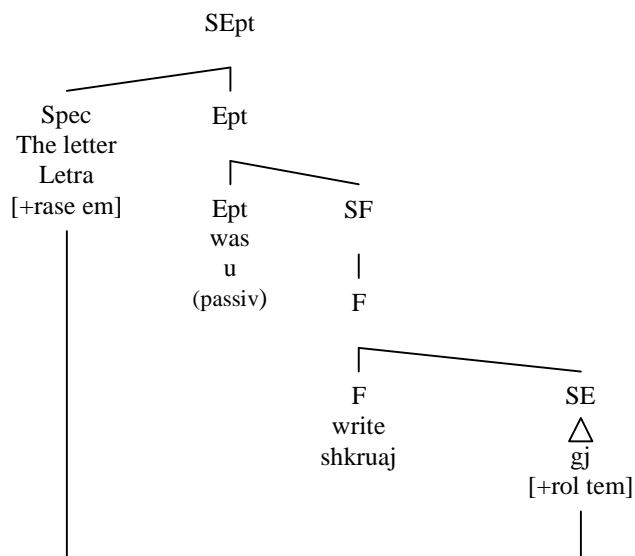 SEpt
Spec Ept
The letter
Letra
[+rase em]
Ept SF
was
u
(passiv) F
F SE
write
shkruaj gj
[+rol tem]